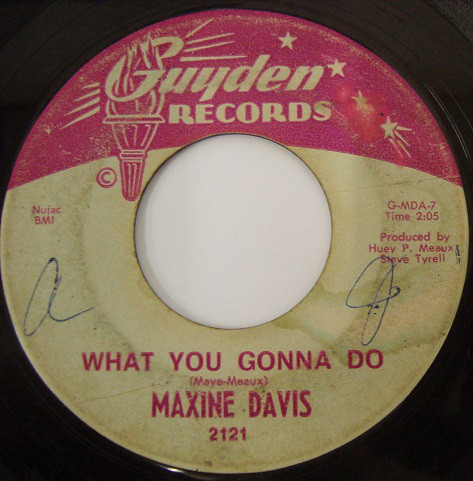 Guyden
RECORDS
©
Nujac
BMI
G-MDA-7
Time 2:05
Produced by
Huey P. Meaux
Steve Tyrell
a
WHAT YOU GONNA DO
(Maye-Meaux)
MAXINE DAVIS
2121